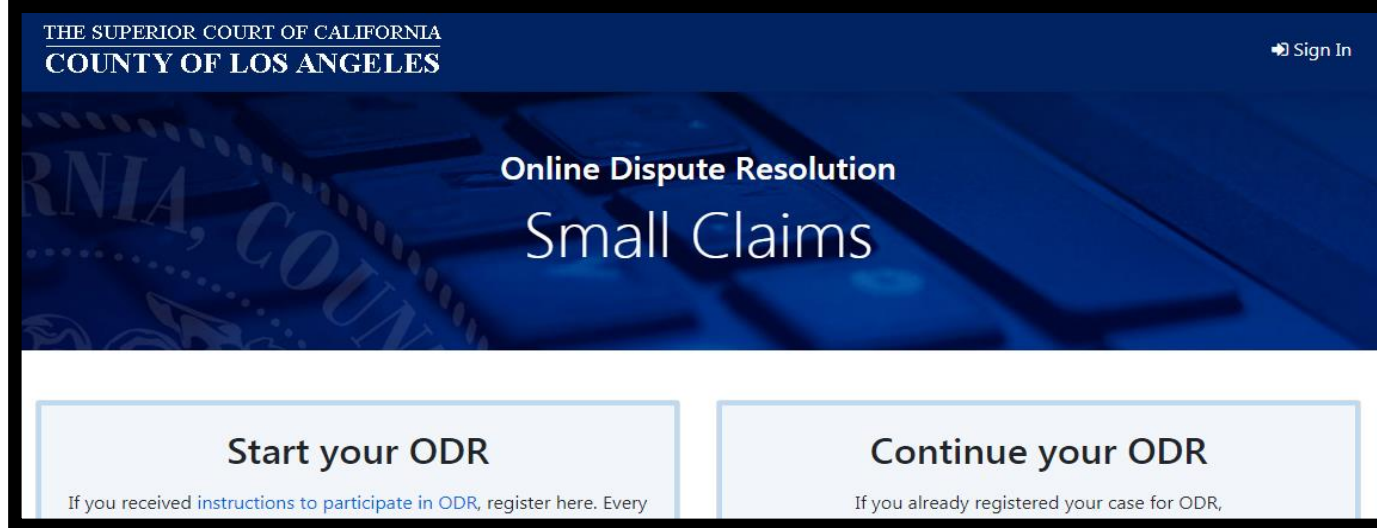 THE SUPERIOR COURT OF CALIFORNIA
COUNTY OF LOS ANGELES
Sign In
RNIA, COUN
Online Dispute Resolution
Small Claims
Start your ODR
If you received instructions to participate in ODR, register here. Every
Continue your ODR
If you already registered your case for ODR,